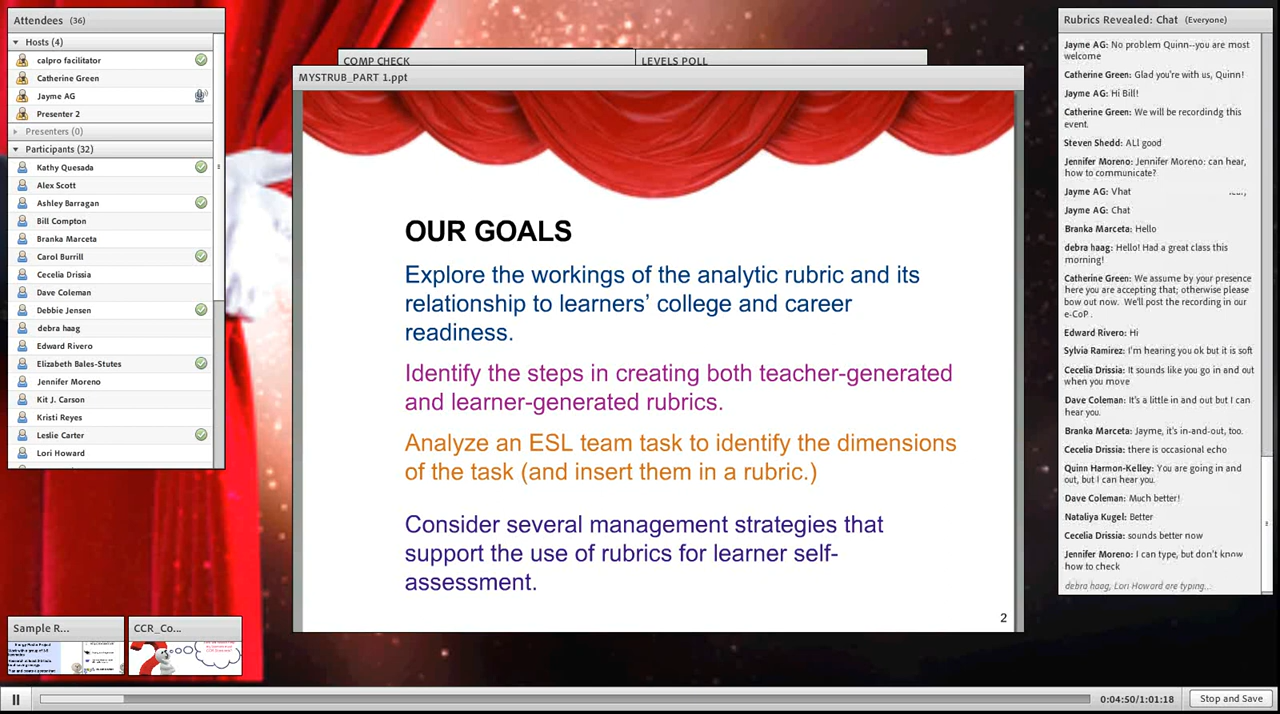 Attendees (36)
Hosts (4)
calpro facilitator
Catherine Green
Jayme AG
Presenter 2
Presenters (0)
Participants (32)
Kathy Quesada
Alex Scott
Ashley Barragan
Bill Compton
Branka Marceta
Carol Burrill
Cecelia Drissia
Dave Coleman
Debbie Jensen
debra haag
Edward Rivero
Elizabeth Bales-Stutes
Jennifer Moreno
Kit J. Carson
Kristi Reyes
Leslie Carter
Lori Howard
COMP CHECK
LEVELS POLL
MYSTRUB_PART 1.ppt
OUR GOALS
Explore the workings of the analytic rubric and its
relationship to learners’ college and career
readiness.
Identify the steps in creating both teacher-generated
and learner-generated rubrics.
Analyze an ESL team task to identify the dimensions
of the task (and insert them in a rubric.)
Consider several management strategies that
support the use of rubrics for learner self-
assessment.
2
Rubrics Revealed: Chat (Everyone)
Jayme AG: No problem Quinn--you are most
welcome
Catherine Green: Glad you're with us, Quinn!
Jayme AG: Hi Bill!
Catherine Green: We will be recordindg this
event.
Steven Shedd: ALl good
Jennifer Moreno: Jennifer Moreno: can hear,
how to communicate?
Jayme AG: Vhat
Jayme AG: Chat
Branka Marceta: Hello
debra haag: Hello! Had a great class this
morning!
Catherine Green: We assume by your presence
here you are accepting that; otherwise please
bow out now. We'll post the recording in our
e-CoP .
Edward Rivero: Hi
Sylvia Ramirez: I'm hearing you ok but it is soft
Cecelia Drissia: It sounds like you go in and out
when you move
Dave Coleman: It's a little in and out but I can
hear you.
Branka Marceta: Jayme, it's in-and-out, too.
Cecelia Drissia: there is occasional echo
Quinn Harmon-Kelley: You are going in and
out, but I can hear you.
Dave Coleman: Much better!
Nataliya Kugel: Better
Cecelia Drissia: sounds better now
Jennifer Moreno: I can type, but don't know
how to check
debra haag, Lori Howard are typing...
Sample R...
CCR_Co...
0:04:50/1:01:18
Stop and Save